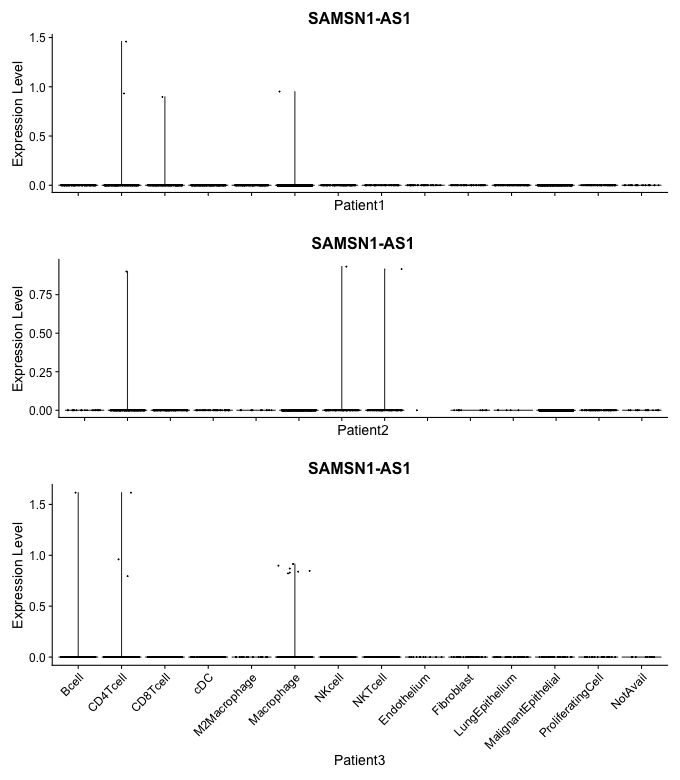 SAMSN1-AS1
Expression Level
1.5
1.0
0.5
0.0
Patient1
SAMSN1-AS1
Expression Level
0.75
0.50
0.25
0.00
Patient2
SAMSN1-AS1
Expression Level
1.5
1.0
0.5
0.0
Bcell
CD4Tcell
CD8Tcell
cDC
M2Macrophage
Macrophage
NKcell
NKTcell
Endothelium
Fibroblast
LungEpithelium
MalignantEpithelial
ProliferatingCell
NotAvail
Patient3